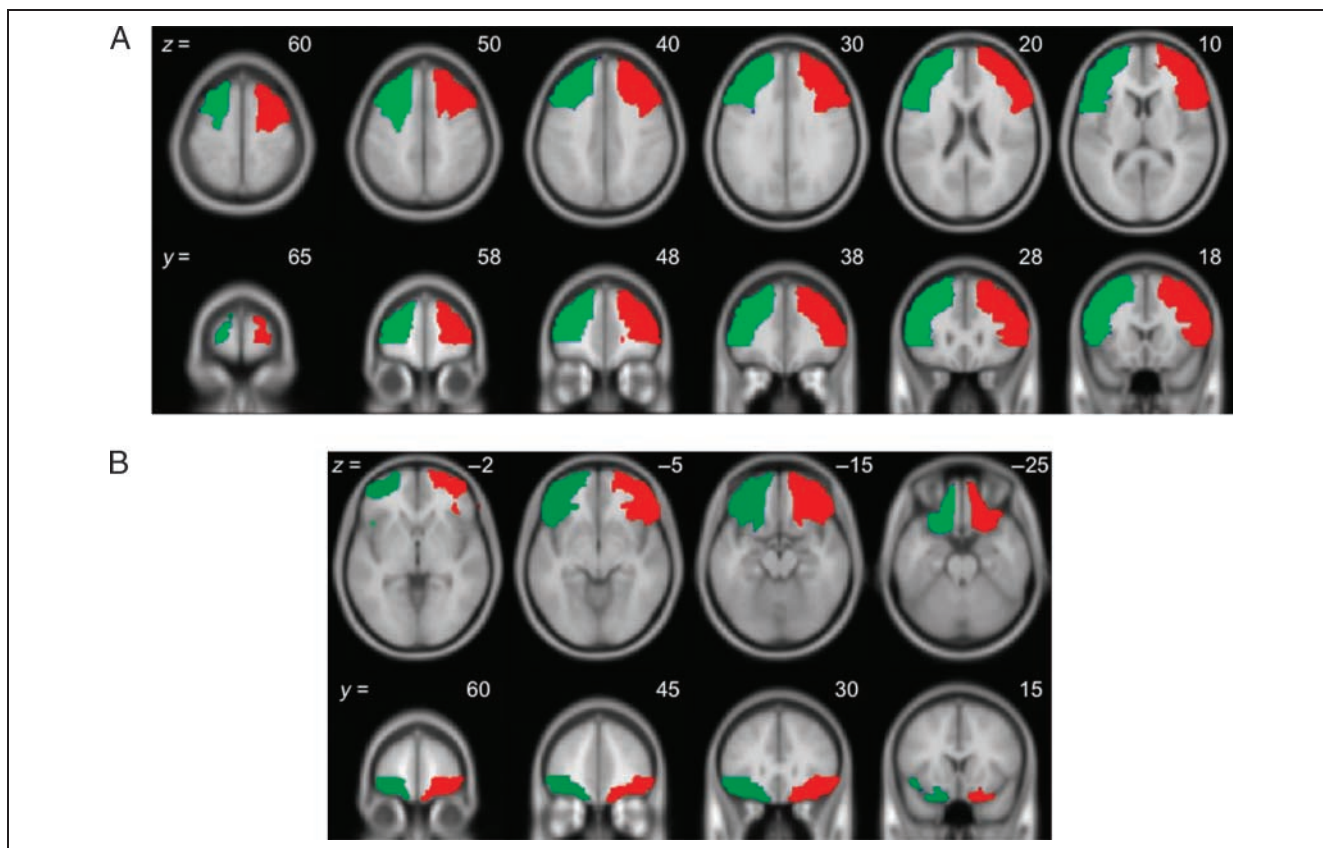 A
z = 60 50 40 30 20 10
y = 65 58 48 38 28 18
B
z = –2 –5 –15 –25
y = 60 45 30 15